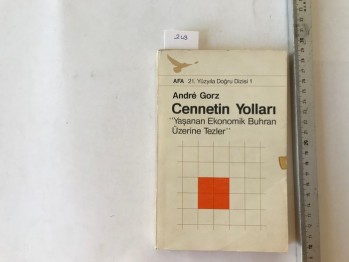 248
AFA 21. Yüzyıla Doğru Dizisi 1
André Gorz
Cennetin Yolları
"Yaşanan Ekonomik Buhran
Üzerine Tezler"